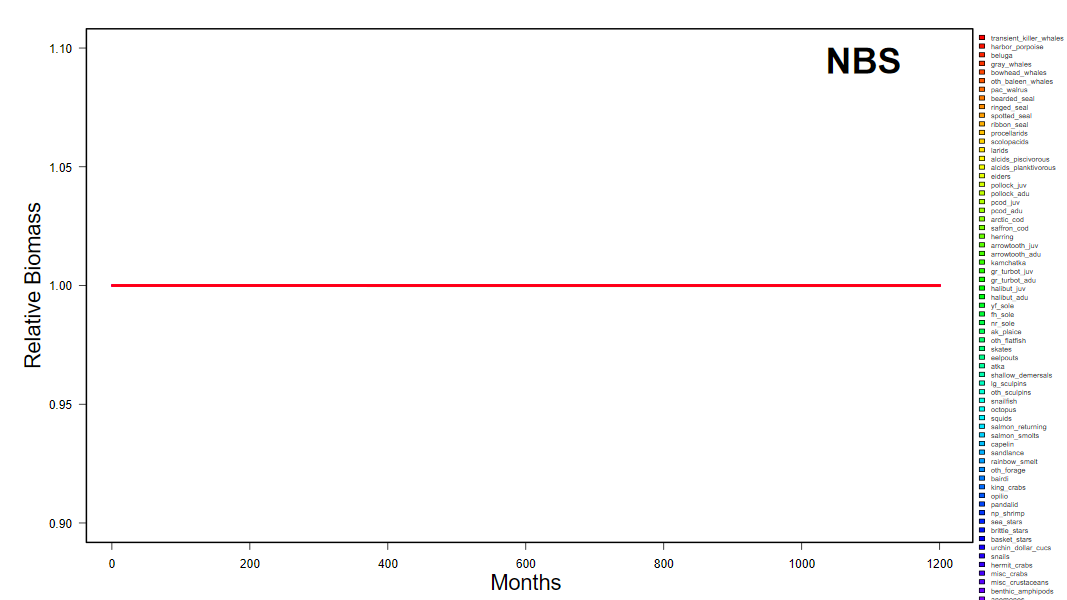 NBS
1.10
1.05
1.00
0.95
0.90
Relative Biomass
0
200
400
600
800
1000
1200
Months
transient_killer_whales
harbor_porpoise
beluga
gray_whales
bowhead_whales
oth_baleen_whales
pac_walrus
bearded_seal
ringed_seal
spotted_seal
ribbon_seal
procellarids
scolopacids
larids
alcids_piscivorous
alcids_planktivorous
eiders
pollock_juv
pollock_adu
pcod_juv
pcod_adu
arctic_cod
saffron_cod
herring
arrowtooth_juv
arrowtooth_adu
kamchatka
gr_turbot_juv
gr_turbot_adu
halibut_juv
halibut_adu
yf_sole
fh_sole
nr_sole
ak_plaice
oth_flatfish
skates
eelpouts
atka
shallow_demersals
lg_sculpins
oth_sculpins
snailfish
octopus
squids
salmon_returning
salmon_smolts
capelin
sandlance
rainbow_smelt
oth_forage
bairdi
king_crabs
opilio
pandalid
np_shrimp
sea_stars
brittle_stars
basket_stars
urchin_dollar_cucs
snails
hermit_crabs
misc_crabs
misc_crustaceans
benthic_amphipods